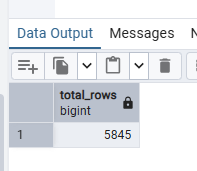 Data Output Messages
total_rows
bigint
1 5845